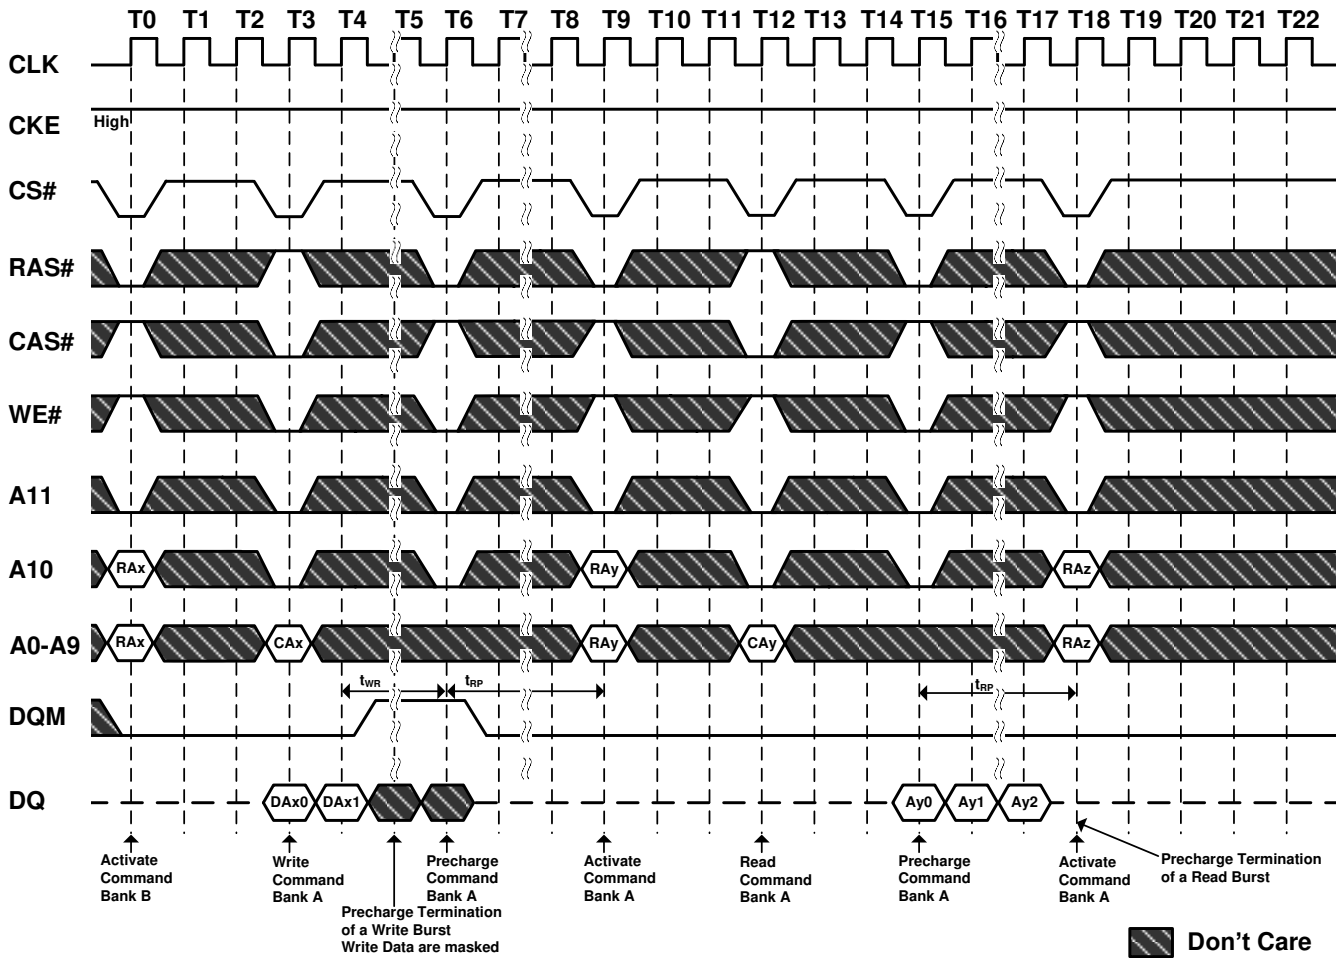 T0 T1 T2 T3 T4 T5 T6 T7 T8 T9 T10 T11 T12 T13 T14 T15 T16 T17 T18 T19 T20 T21 T22
CLK
CKE
High
CS#
RAS#
CAS#
WE#
A11
A10
RAx RAy RAz
A0-A9
RAx CAx RAy CAy RAz
tWR tRP tRP
DQM
DQ
DAx0 DAx1 Ay0 Ay1 Ay2
Activate
Command
Bank B
Write
Command
Bank A
Precharge Termination
of a Write Burst
Write Data are masked
Precharge
Command
Bank A
Activate
Command
Bank A
Read
Command
Bank A
Precharge
Command
Bank A
Activate
Command
Bank A
Precharge Termination
of a Read Burst
Don't Care